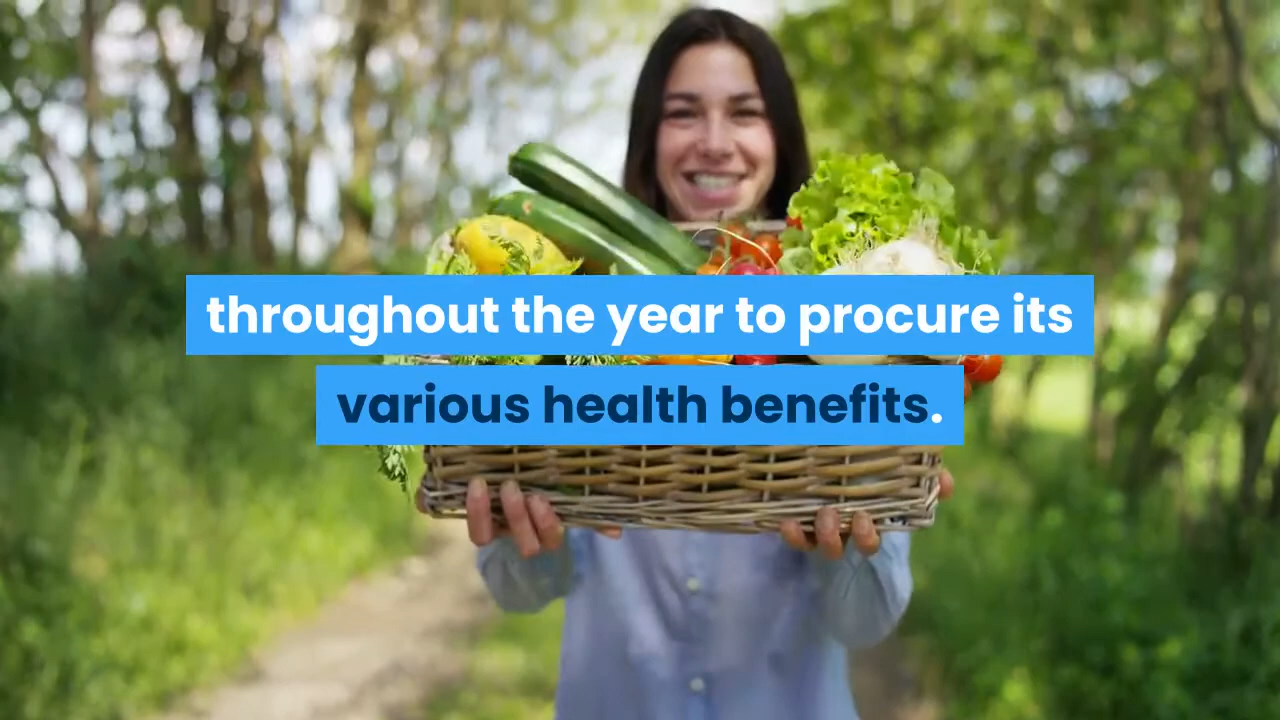 throughout the year to procure its
various health benefits.